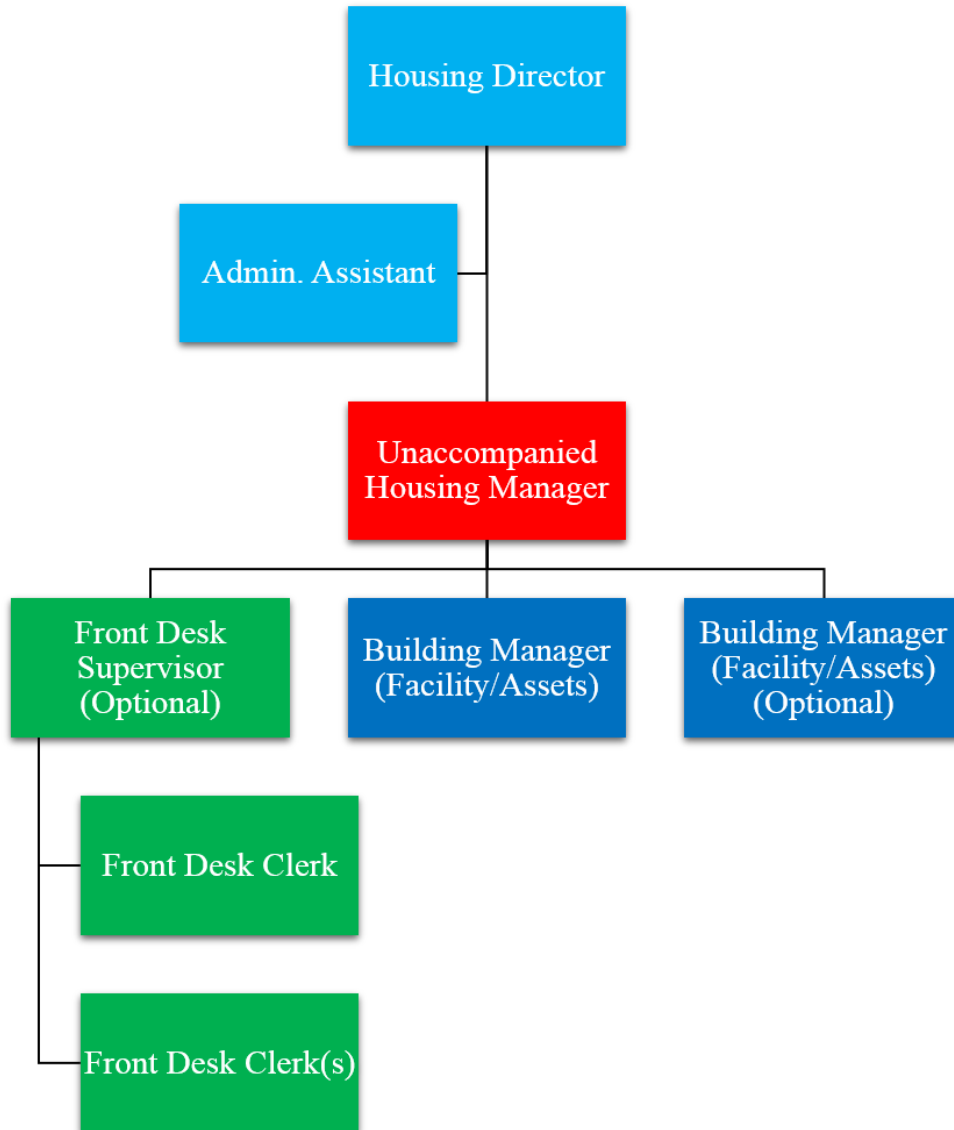 Housing Director
Admin. Assistant
Unaccompanied
Housing Manager
Front Desk
Supervisor
(Optional)
Building Manager
(Facility/Assets)
Building Manager
(Facility/Assets)
(Optional)
Front Desk Clerk
Front Desk Clerk(s)